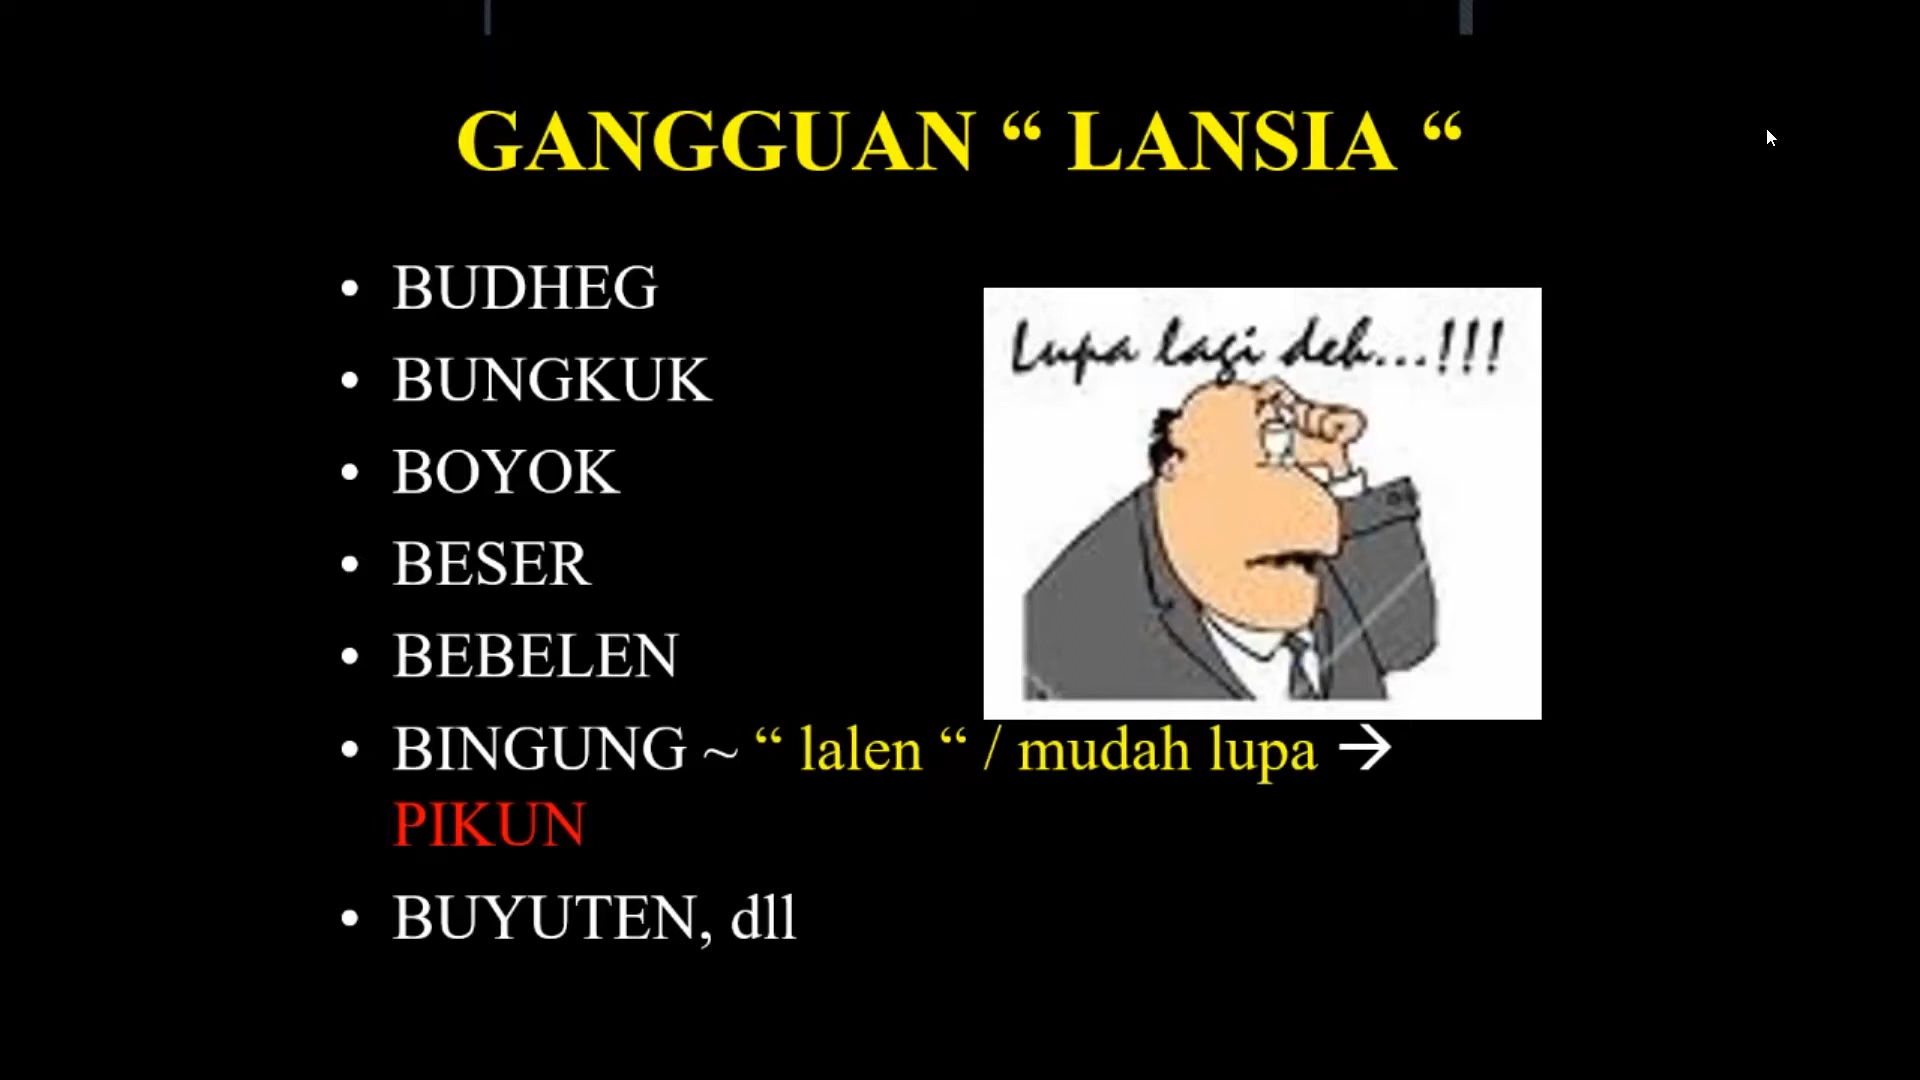 GANGGUAN “ LANSIA “
• BUDHEG
• BUNGKUK
• BOYOK
• BESER
• BEBELEN
Lupa lagi deh...!!!
• BINGUNG ~ “ lalen “ / mudah lupa →
PIKUN
• BUYUTEN, dll